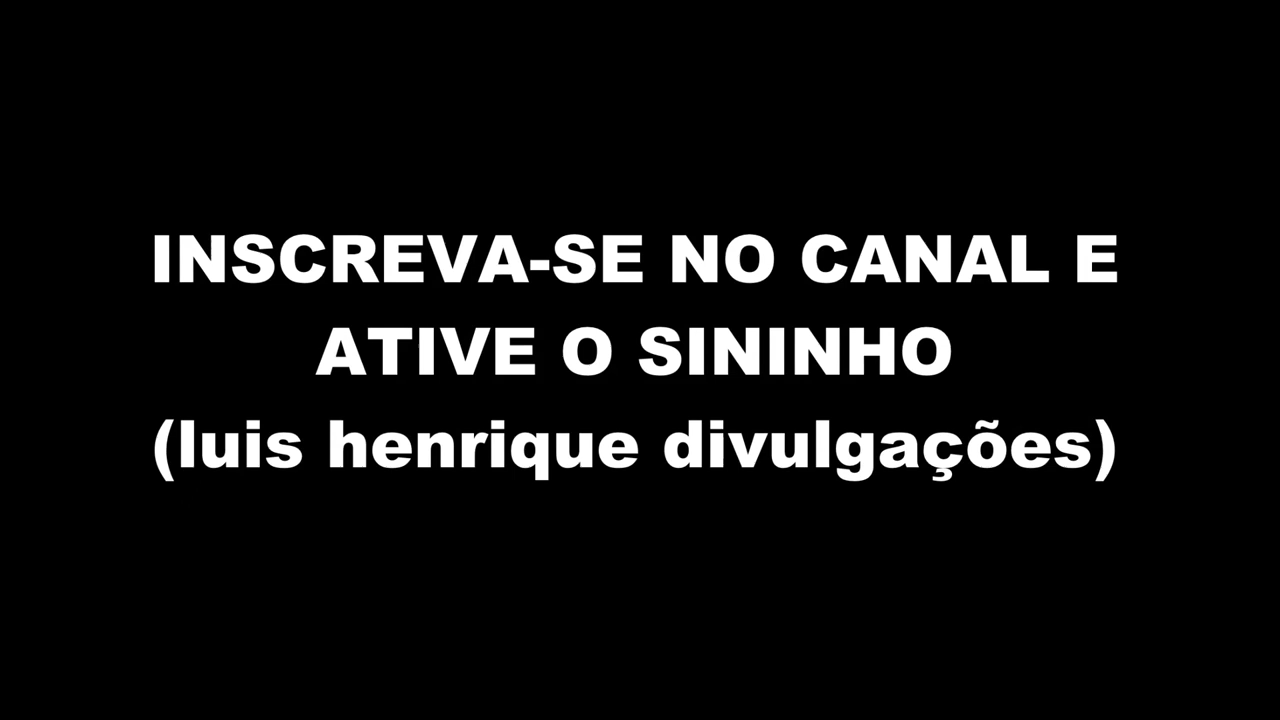 INSCREVA-SE NO CANAL E
ATIVE O SININHO
(luis henrique divulgações)